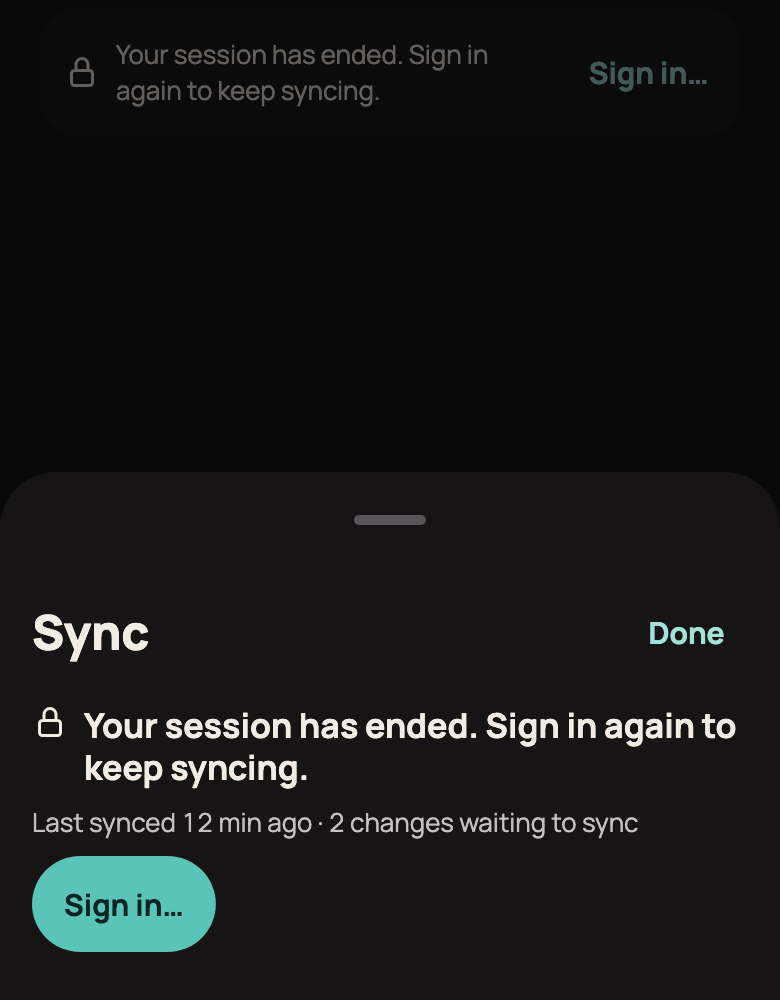 Your session has ended. Sign in
again to keep syncing.
Sign in…
Sync
Done
Your session has ended. Sign in again to
keep syncing.
Last synced 12 min ago · 2 changes waiting to sync
Sign in…